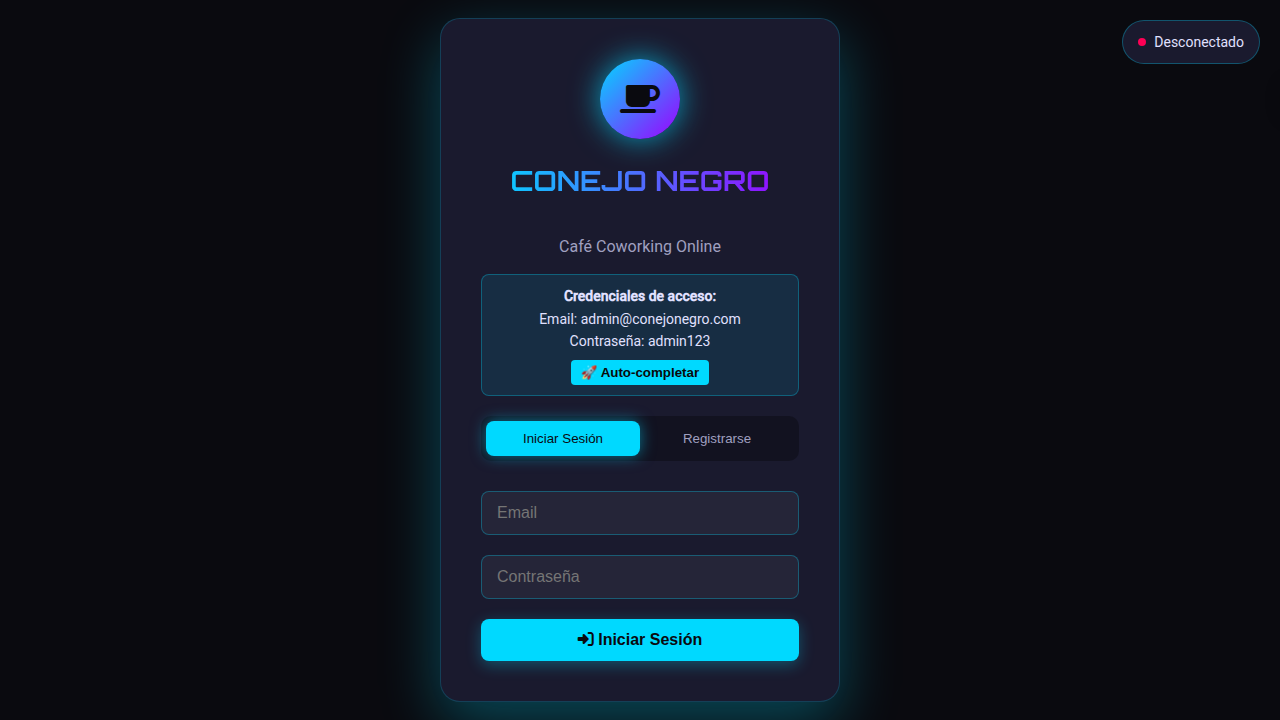 Desconectado
CONEJO NEGRO
Café Coworking Online
Credenciales de acceso:
Email: admin@conejonegro.com
Contraseña: admin123
🚀 Auto-completar
Iniciar Sesión
Registrarse
Email
Contraseña
Iniciar Sesión